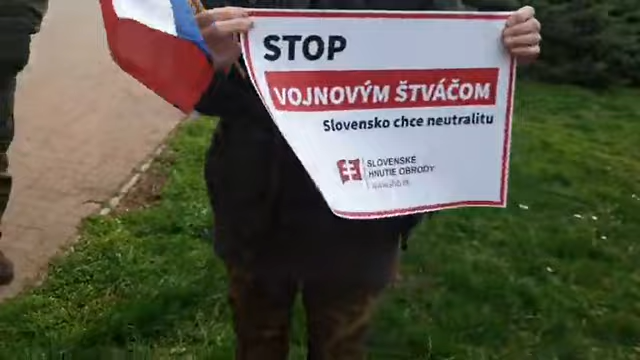 STOP
VOJNOVÝM ŠTVÁČOM
Slovensko chce neutralitu
SLOVENSKÉ
HNUTIE OBRODY